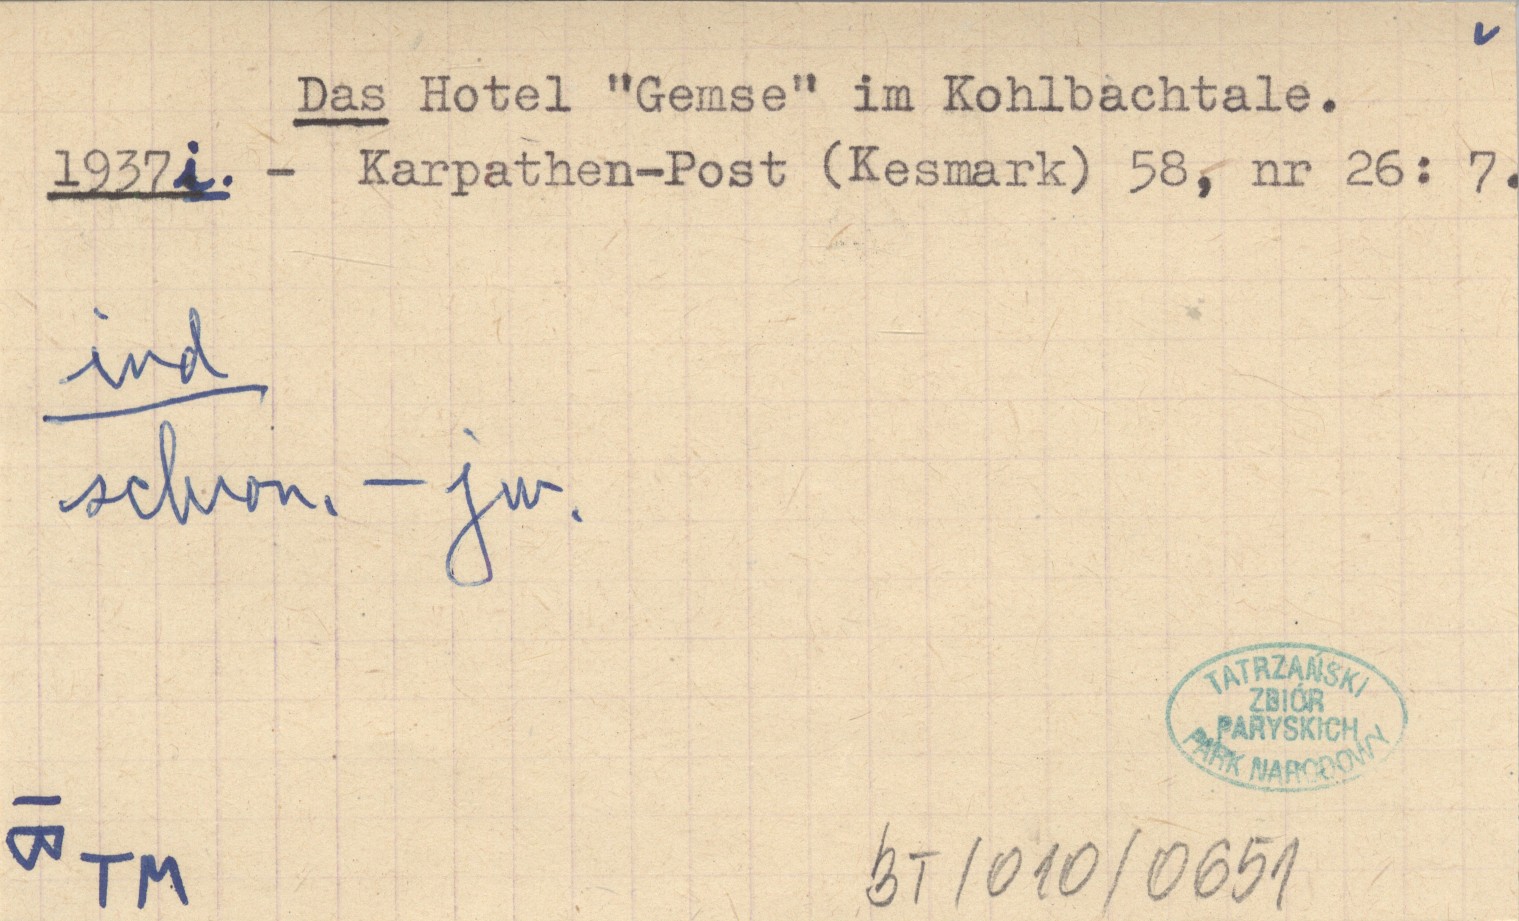 Das Hotel "Gemse" im Kohlbachtale.
1937i. - Karpathen-Post (Kesmark) 58, nr 26: 7.
ind
schron. – jw.
TATRZAŃSKI
ZBIÓR
PARYSKICH
PARK NARODOWY
B
TM
BT/010/0651